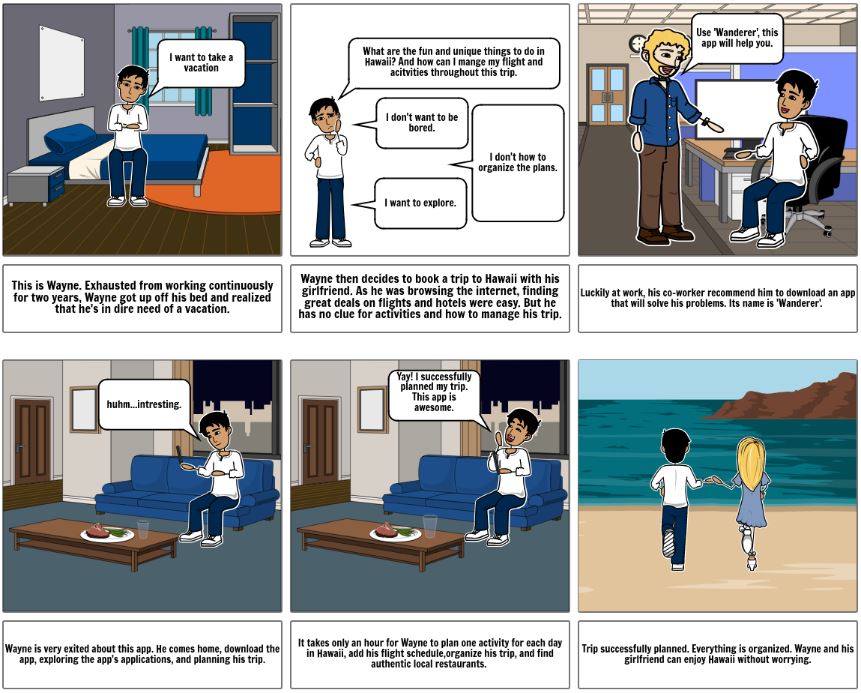 I want to take a
vacation
What are the fun and unique things to do in
Hawaii? And how can I mange my flight and
acitvities throughout this trip.
I don't want to be
bored.
I don't how to
organize the plans.
I want to explore.
Use 'Wanderer', this
app will help you.
This is Wayne. Exhausted from working continuously
for two years, Wayne got up off his bed and realized
that he's in dire need of a vacation.
Wayne then decides to book a trip to Hawaii with his
girlfriend. As he was browsing the internet, finding
great deals on flights and hotels were easy. But he
has no clue for activities and how to manage his trip.
Luckily at work, his co-worker recommend him to download an app
that will solve his problems. Its name is 'Wanderer'.
huhm...intresting.
Yay! I successfully
planned my trip.
This app is
awesome.
Wayne is very exited about this app. He comes home, download the
app, exploring the app's applications, and planning his trip.
It takes only an hour for Wayne to plan one activity for each day
in Hawaii, add his flight schedule,organize his trip, and find
authentic local restaurants.
Trip successfully planned. Everything is organized. Wayne and his
girlfriend can enjoy Hawaii without worrying.